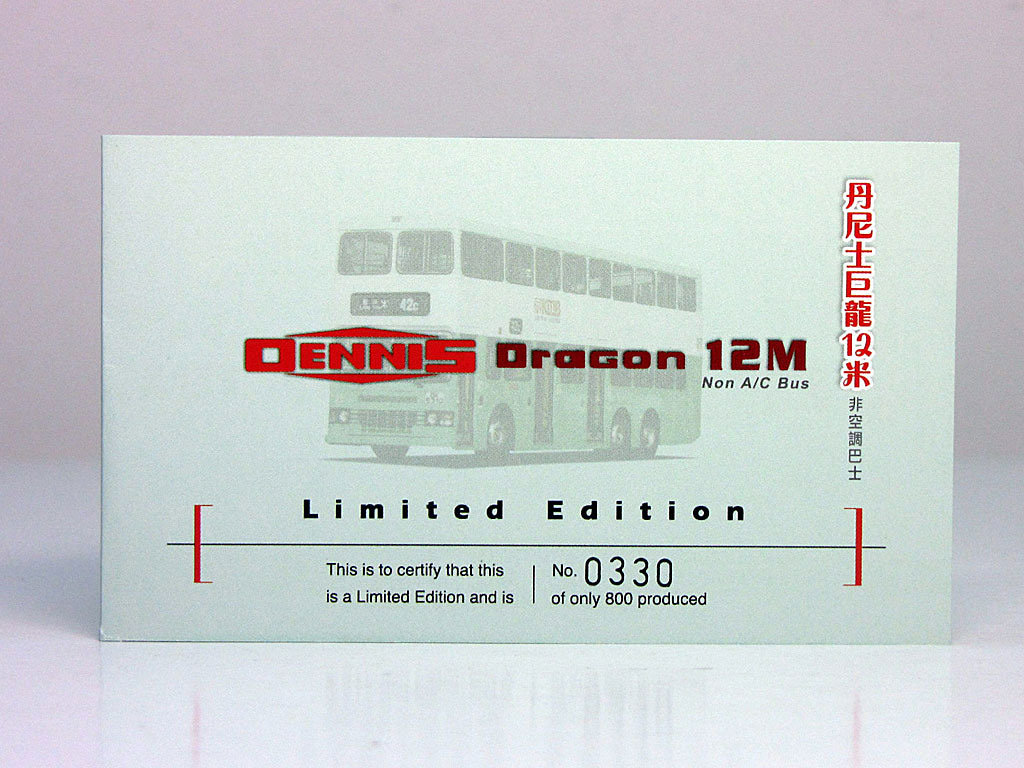 42C
DENNIS Dragon 12M
Non A/C Bus
丹尼士巨龍12米
非空調巴士
Limited Edition
This is to certify that this
is a Limited Edition and is
No. 0330
of only 800 produced